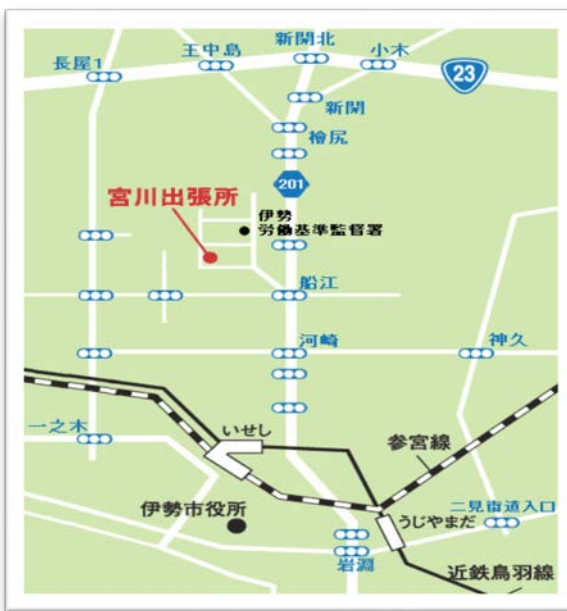 新開北
王中島
小木
長屋1
23
新開
檜尻
201
宮川出張所
伊勢
労働基準監督署
船江
河崎
神久
いせし
一之木
参宮線
伊勢市役所
うじやまだ
二見街道入口
岩淵
近鉄鳥羽線